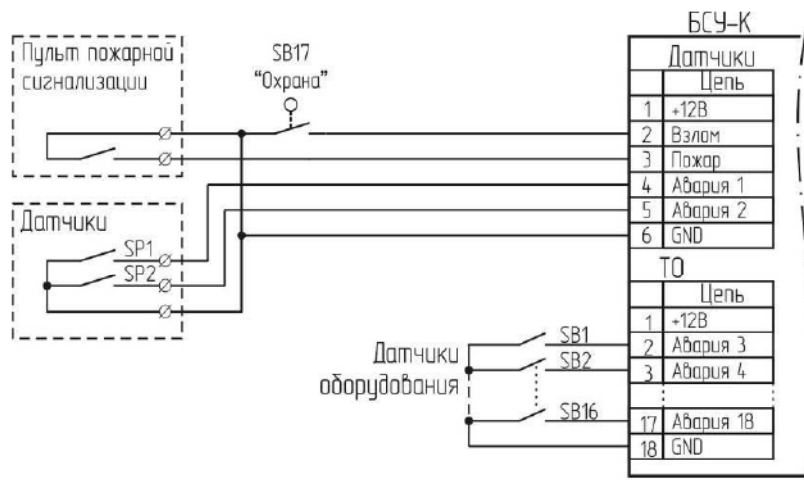 БСУ-К
Пульт пожарной
сигнализации
SB17
"Охрана"
Датчики
Цепь
1 +12В
2 Взлом
3 Пожар
4 Авария 1
5 Авария 2
6 GND
Датчики
SP1
SP2
ТО
Цепь
1 +12В
2 Авария 3
3 Авария 4
17 Авария 18
18 GND
Датчики
оборудования
SB1
SB2
SB16